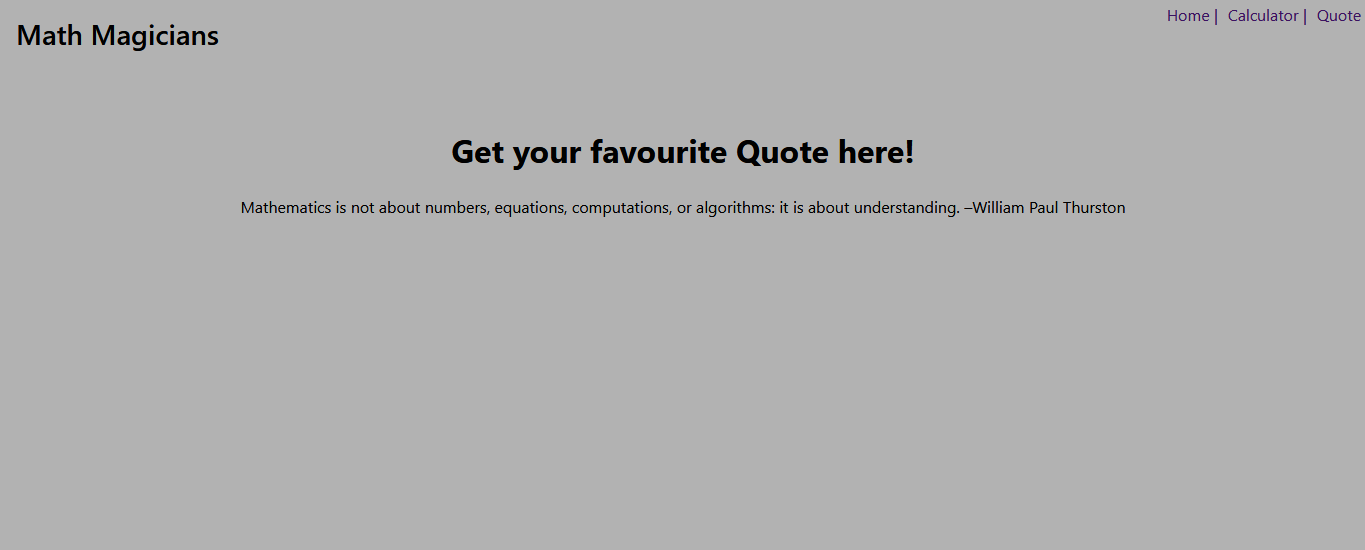 Home | Calculator | Quote
Math Magicians
Get your favourite Quote here!
Mathematics is not about numbers, equations, computations, or algorithms: it is about understanding. –William Paul Thurston